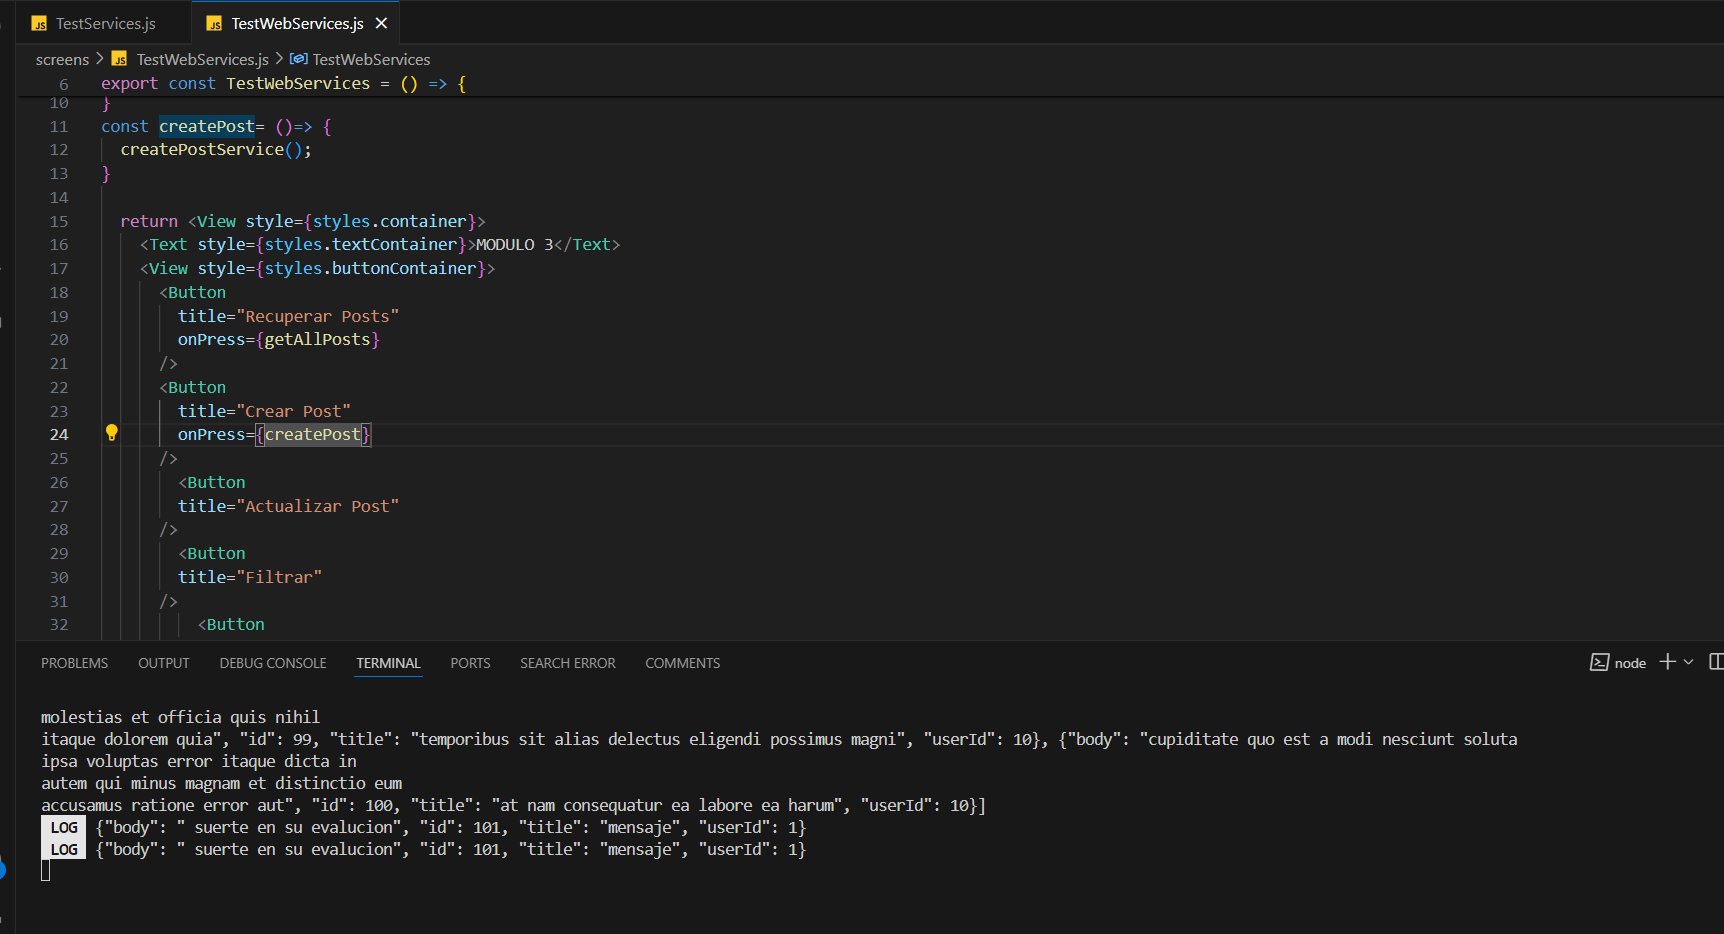 JS TestServices.js
JS TestWebServices.js
screens > JS TestWebServices.js > TestWebServices
6 export const TestWebServices = () => {
10 }
11 const createPost= ()=> {
12 createPostService();
13 }
14
15 return <View style={styles.container}>
16 <Text style={styles.textContainer}>MODULO 3</Text>
17 <View style={styles.buttonContainer}>
18 <Button
19 title="Recuperar Posts"
20 onPress={getAllPosts}
21 />
22 <Button
23 title="Crear Post"
24 onPress={createPost}
25 />
26 <Button
27 title="Actualizar Post"
28 />
29 <Button
30 title="Filtrar"
31 />
32 <Button
PROBLEMS OUTPUT DEBUG CONSOLE TERMINAL PORTS SEARCH ERROR COMMENTS node
molestias et officia quis nihil
itaque dolorem quia", "id": 99, "title": "temporibus sit alias delectus eligendi possimus magni", "userId": 10}, {"body": "cupiditate quo est a modi nesciunt soluta
ipsa voluptas error itaque dicta in
autem qui minus magnam et distinctio eum
accusamus ratione error aut", "id": 100, "title": "at nam consequatur ea labore ea harum", "userId": 10}]
LOG {"body": " suerte en su evalucion", "id": 101, "title": "mensaje", "userId": 1}
LOG {"body": " suerte en su evalucion", "id": 101, "title": "mensaje", "userId": 1}